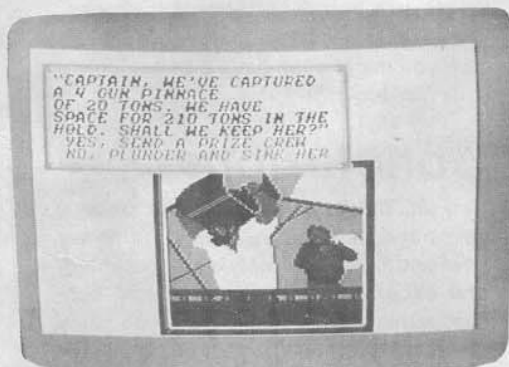 "CAPTAIN, WE'VE CAPTURED
A 4 GUN PINNACE
OF 20 TONS. WE HAVE
SPACE FOR 210 TONS IN THE
HOLD. SHALL WE KEEP HER?"
YES, SEND A PRIZE CREW
NO, PLUNDER AND SINK HER